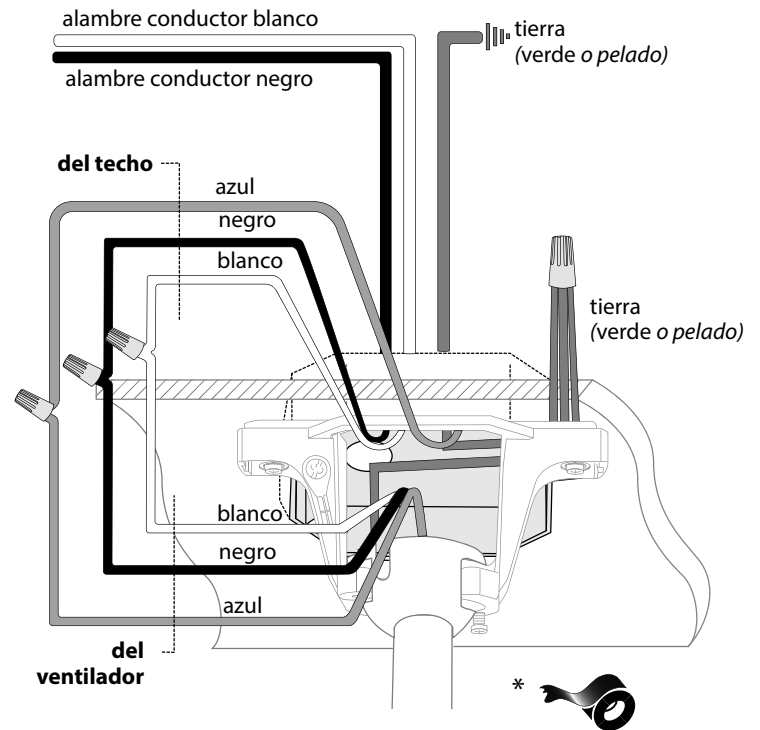 alambre conductor blanco
tierra
(verde o pelado)
alambre conductor negro
del techo
azul
negro
blanco
tierra
(verde o pelado)
blanco
negro
azul
del
ventilador
*